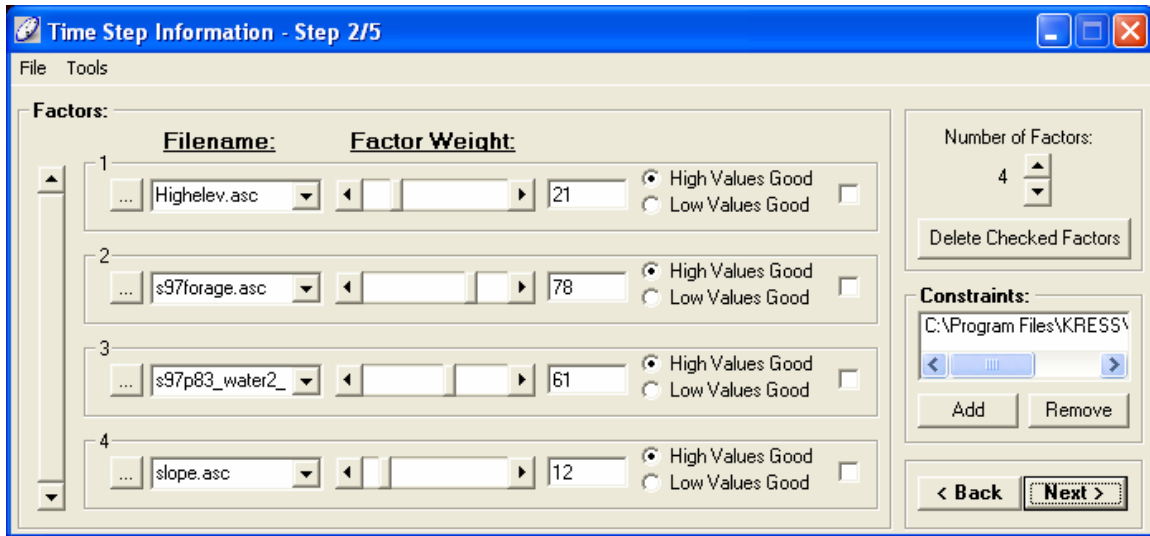 Time Step Information - Step 2/5
File Tools
Factors:
Filename: Factor Weight:
1
... Highelev.asc 21
High Values Good
Low Values Good
2
... s97forage.asc 78
High Values Good
Low Values Good
3
... s97p83_water2_ 61
High Values Good
Low Values Good
4
... slope.asc 12
High Values Good
Low Values Good
Number of Factors:
4
Delete Checked Factors
Constraints:
C:\Program Files\KRESS\
Add Remove
< Back Next >